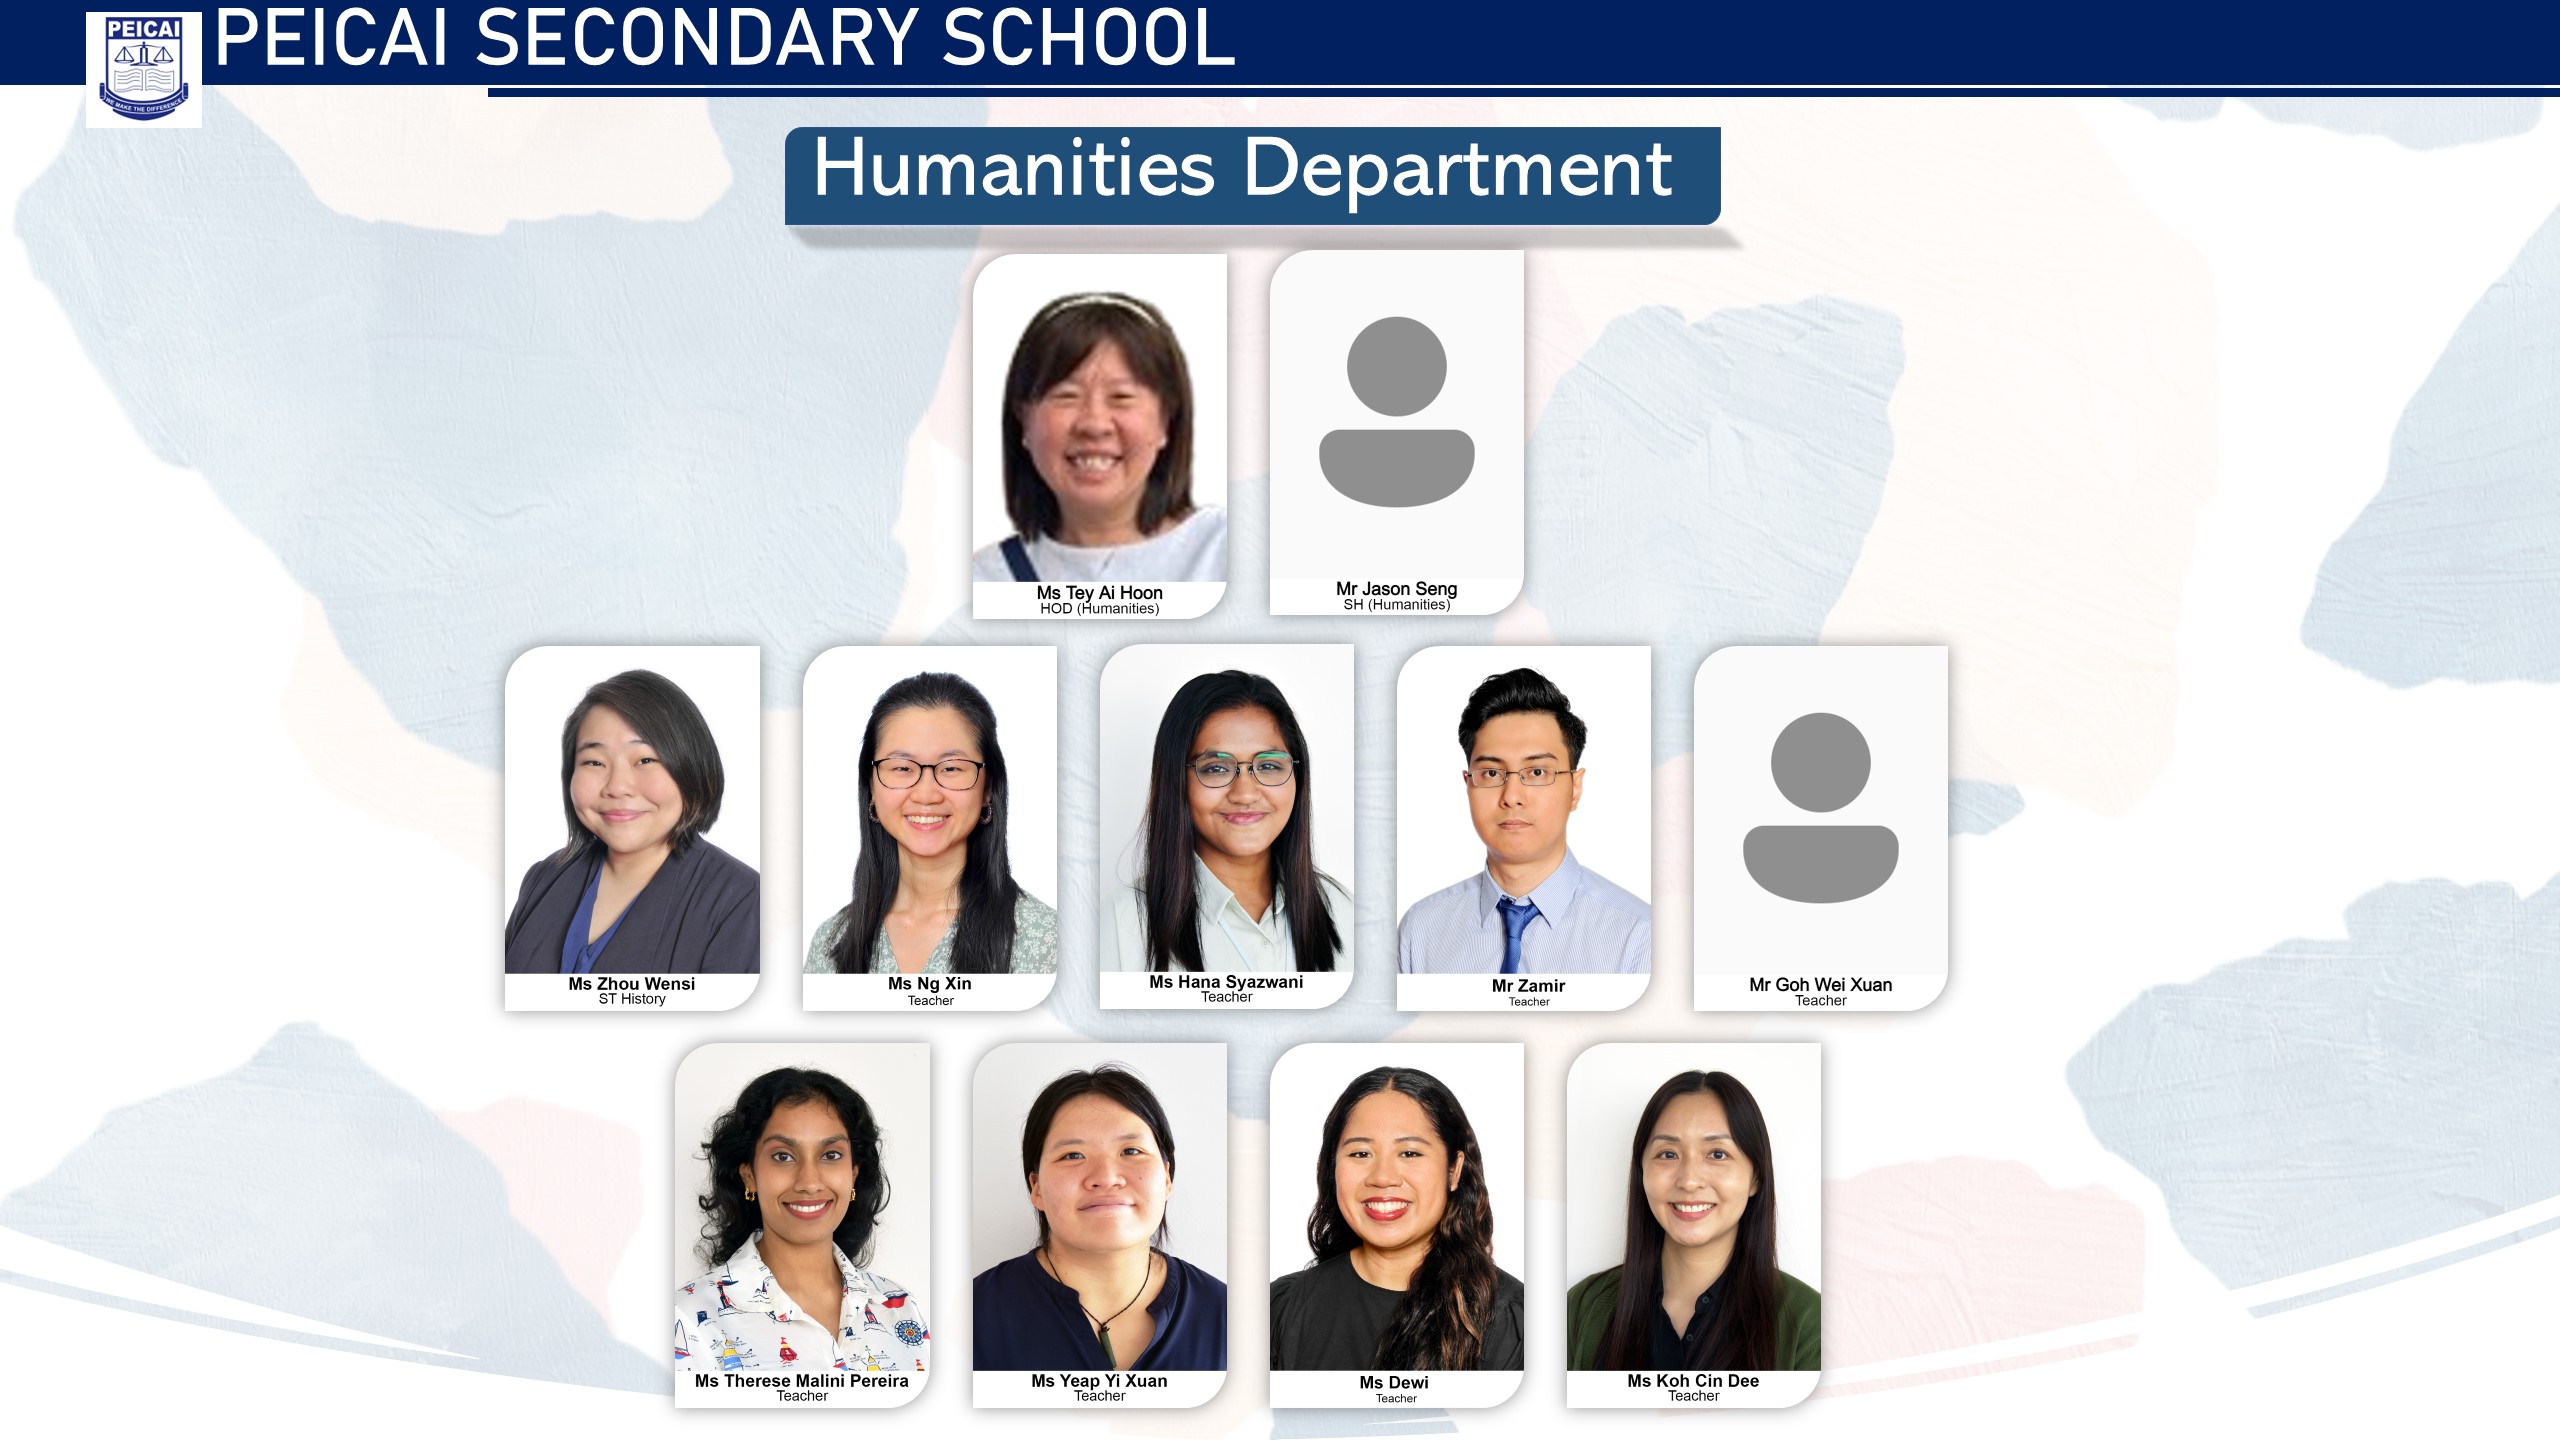 PEICAI
WE MAKE THE DIFFERENCE
PEICAI SECONDARY SCHOOL
Humanities Department
Ms Tey Ai Hoon
HOD (Humanities)
Mr Jason Seng
SH (Humanities)
Ms Zhou Wensi
ST History
Ms Ng Xin
Teacher
Ms Hana Syazwani
Teacher
Mr Zamir
Teacher
Mr Goh Wei Xuan
Teacher
Ms Therese Malini Pereira
Teacher
Ms Yeap Yi Xuan
Teacher
Ms Dewi
Teacher
Ms Koh Cin Dee
Teacher